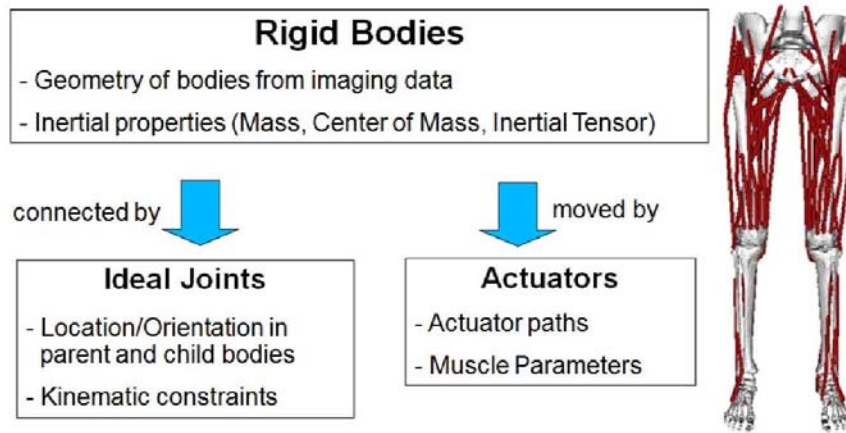 Rigid Bodies
- Geometry of bodies from imaging data
- Inertial properties (Mass, Center of Mass, Inertial Tensor)
connected by
moved by
Ideal Joints
- Location/Orientation in
parent and child bodies
- Kinematic constraints
Actuators
- Actuator paths
- Muscle Parameters